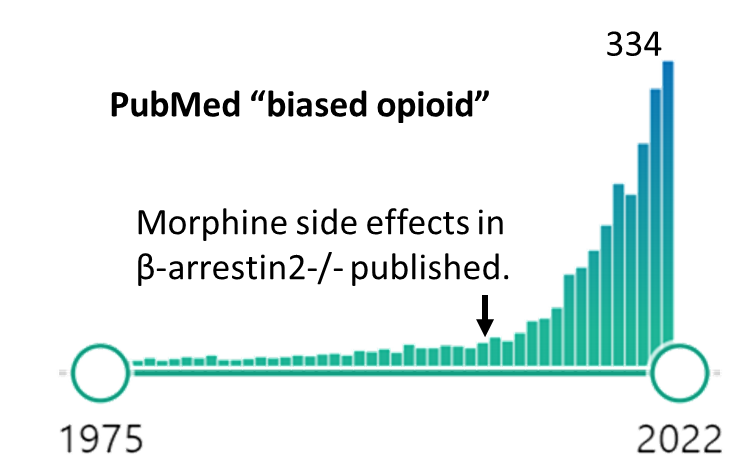 334
PubMed “biased opioid”
Morphine side effects in
β-arrestin2-/- published.
1975
2022